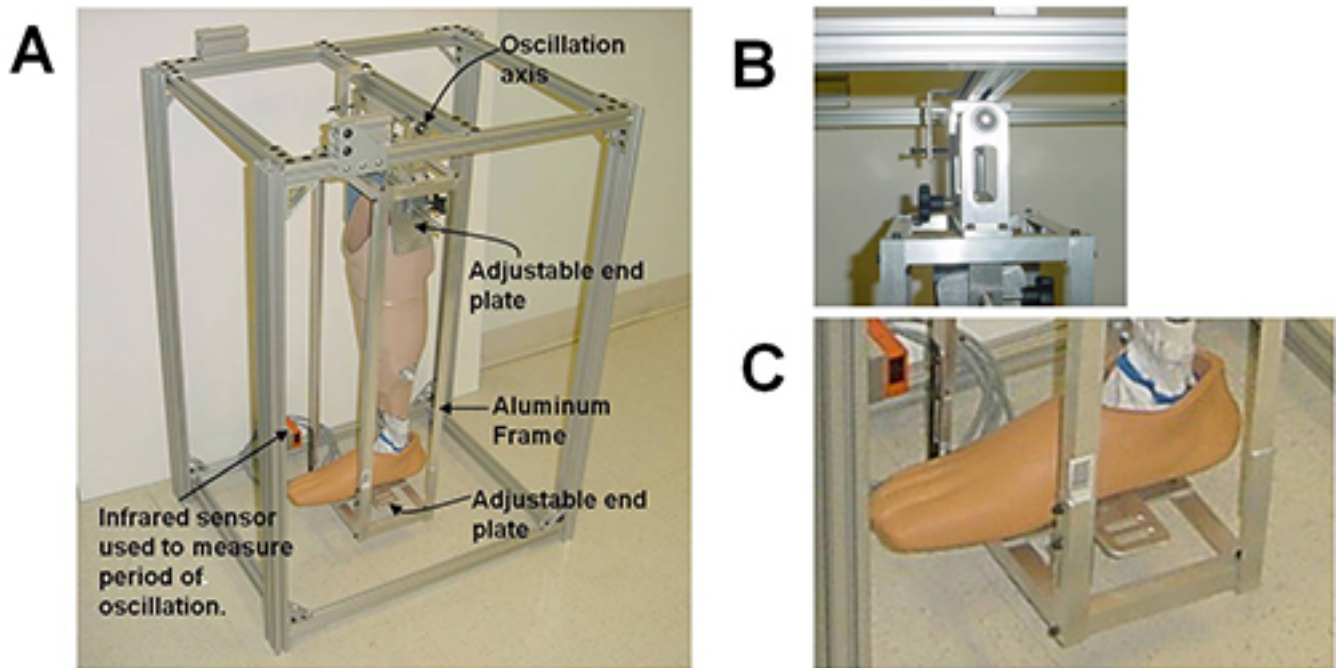 A
Oscillation
axis
Adjustable end
plate
Aluminum
Frame
Adjustable end
plate
Infrared sensor
used to measure
period of
oscillation.
B
C